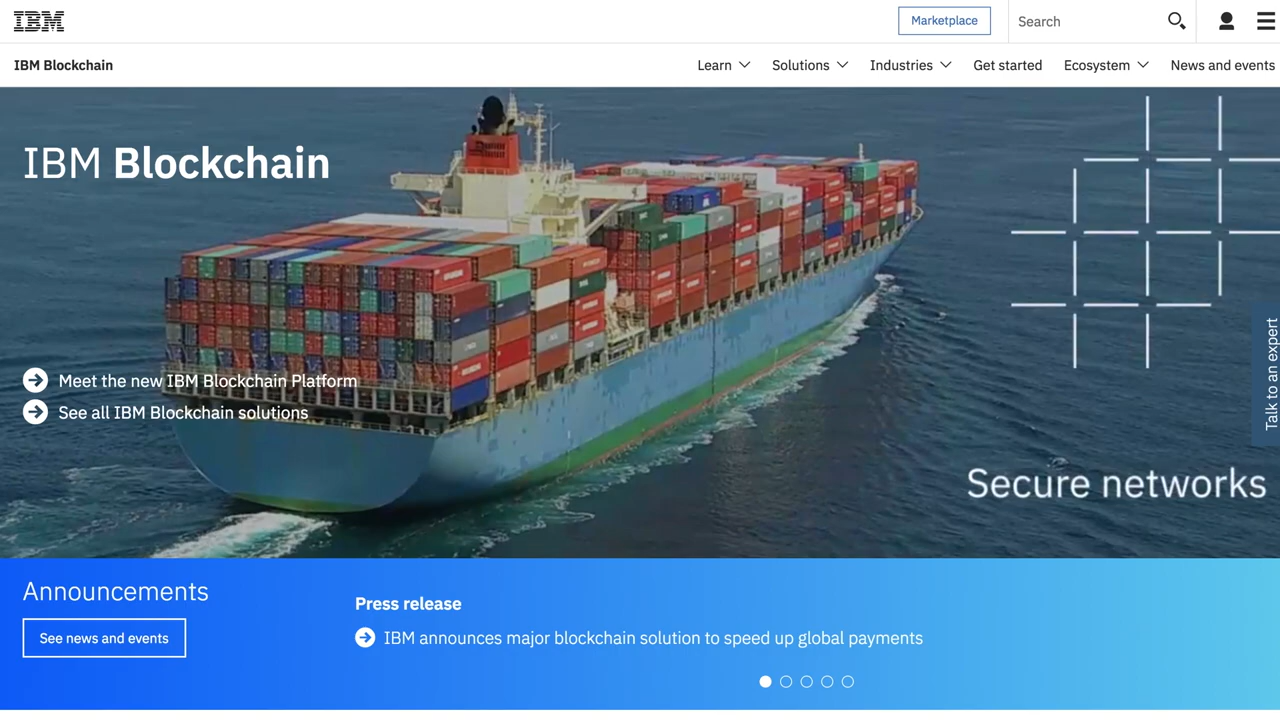 IBM
Marketplace
Search
IBM Blockchain
Learn
Solutions
Industries
Get started
Ecosystem
News and events
IBM Blockchain
Meet the new IBM Blockchain Platform
See all IBM Blockchain solutions
Talk to an expert
Secure networks
Announcements
See news and events
Press release
IBM announces major blockchain solution to speed up global payments